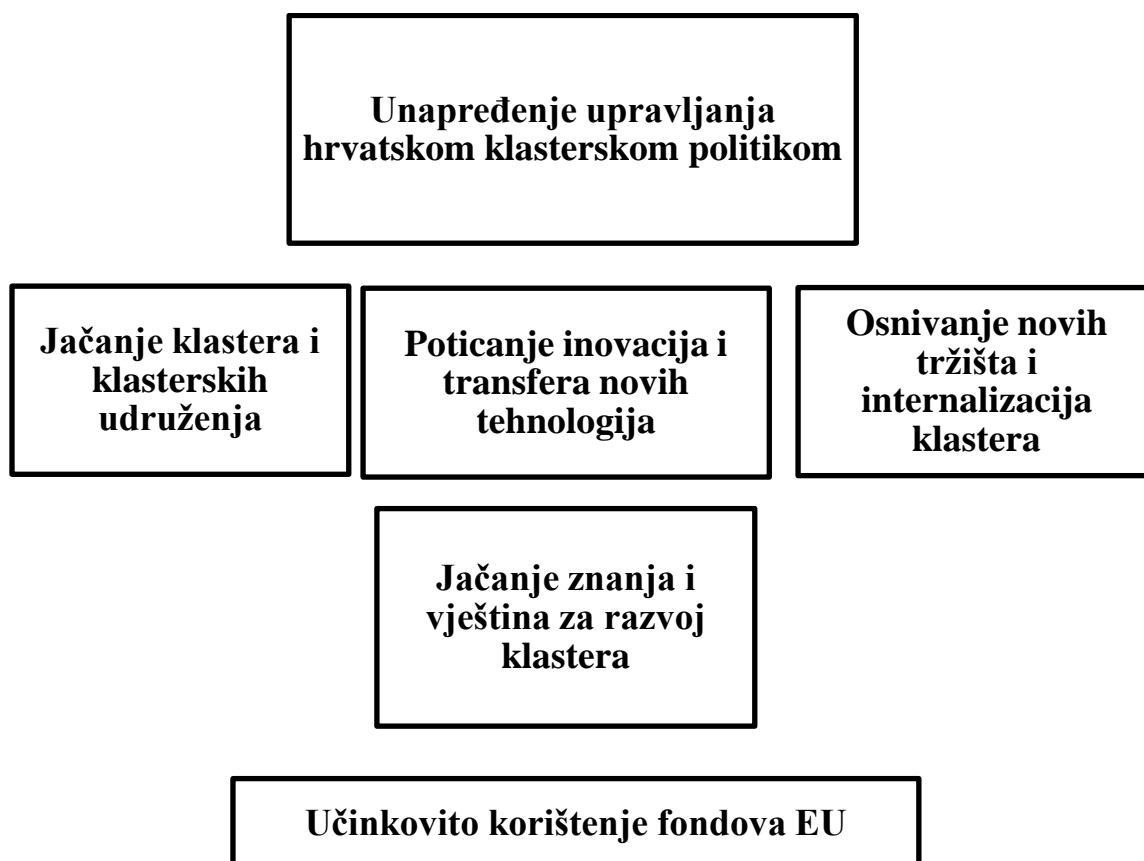 Unapređenje upravljanja
hrvatskom klasterskom politikom
Jačanje klastera i
klasterskih
udruženja
Poticanje inovacija i
transfera novih
tehnologija
Osnivanje novih
tržišta i
internalizacija
klastera
Jačanje znanja i
vještina za razvoj
klastera
Učinkovito korištenje fondova EU